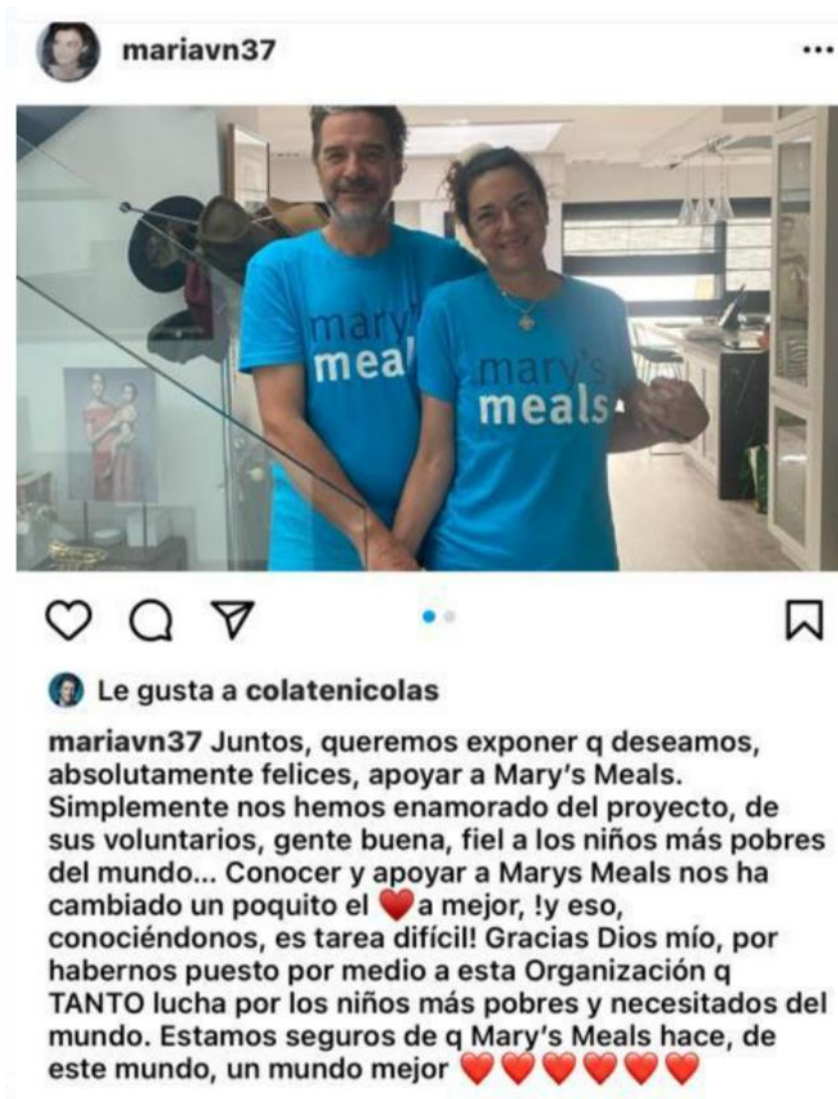 mariavn37
mary's
meal
mary's
meals
Le gusta a colatenicolas
mariavn37 Juntos, queremos exponer q deseamos,
absolutamente felices, apoyar a Mary's Meals.
Simplemente nos hemos enamorado del proyecto, de
sus voluntarios, gente buena, fiel a los niños más pobres
del mundo... Conocer y apoyar a Marys Meals nos ha
cambiado un poquito el ❤️ a mejor, !y eso,
conociéndonos, es tarea difícil! Gracias Dios mío, por
habernos puesto por medio a esta Organización q
TANTO lucha por los niños más pobres y necesitados del
mundo. Estamos seguros de q Mary's Meals hace, de
este mundo, un mundo mejor ❤️❤️❤️❤️❤️❤️